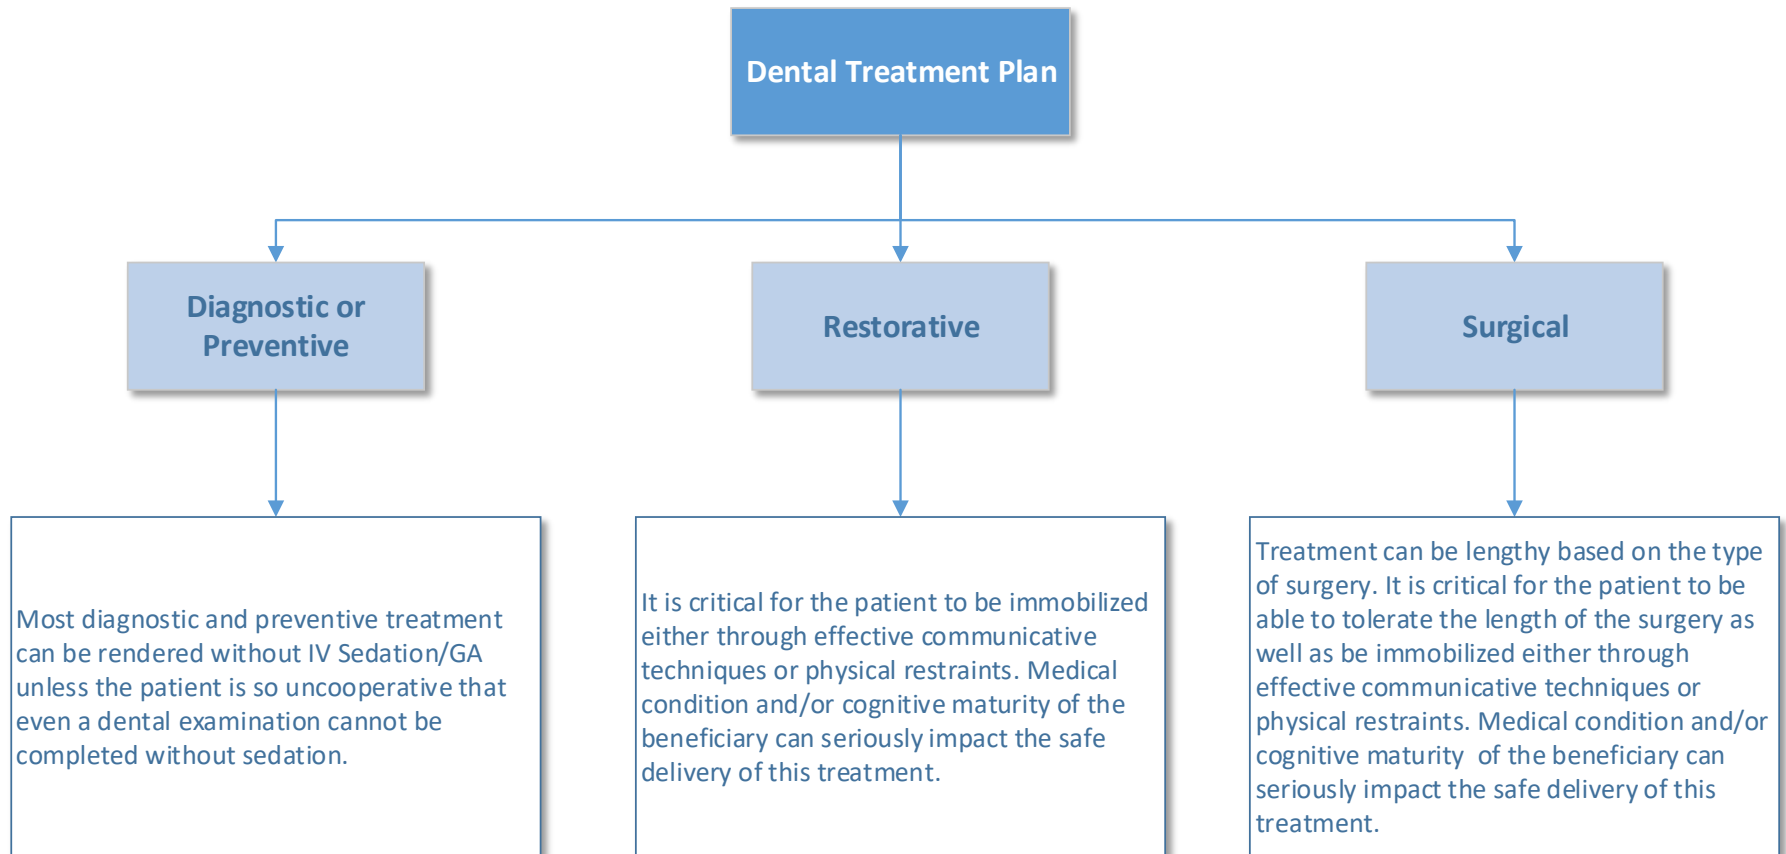 Dental Treatment Plan
Diagnostic or
Preventive
Restorative
Surgical
Most diagnostic and preventive treatment
can be rendered without IV Sedation/GA
unless the patient is so uncooperative that
even a dental examination cannot be
completed without sedation.
It is critical for the patient to be immobilized
either through effective communicative
techniques or physical restraints. Medical
condition and/or cognitive maturity of the
beneficiary can seriously impact the safe
delivery of this treatment.
Treatment can be lengthy based on the type
of surgery. It is critical for the patient to be
able to tolerate the length of the surgery as
well as be immobilized either through
effective communicative techniques or
physical restraints. Medical condition and/or
cognitive maturity of the beneficiary can
seriously impact the safe delivery of this
treatment.